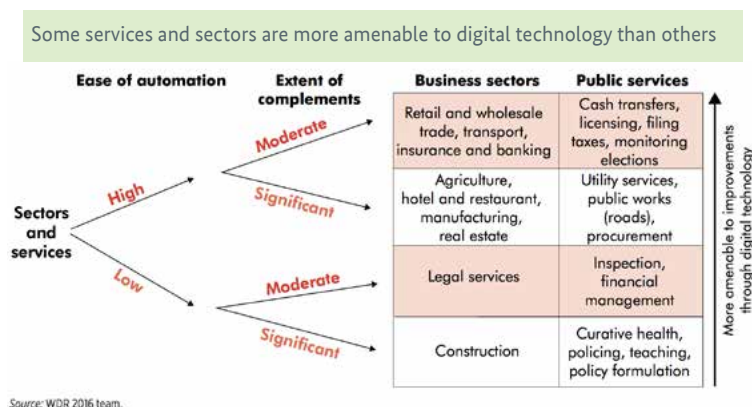 Some services and sectors are more amenable to digital technology than others
Ease of automation
Extent of
complements
Business sectors
Public services
Sectors
and
services
High
Low
Moderate
Significant
Moderate
Significant
Retail and wholesale
trade, transport,
insurance and banking
Cash transfers,
licensing, filing
taxes, monitoring
elections
Agriculture,
hotel and restaurant,
manufacturing,
real estate
Utility services,
public works
(roads),
procurement
Legal services
Inspection,
financial
management
Construction
Curative health,
policing, teaching,
policy formulation
More amenable to improvements
through digital technology
Source: WDR 2016 team.